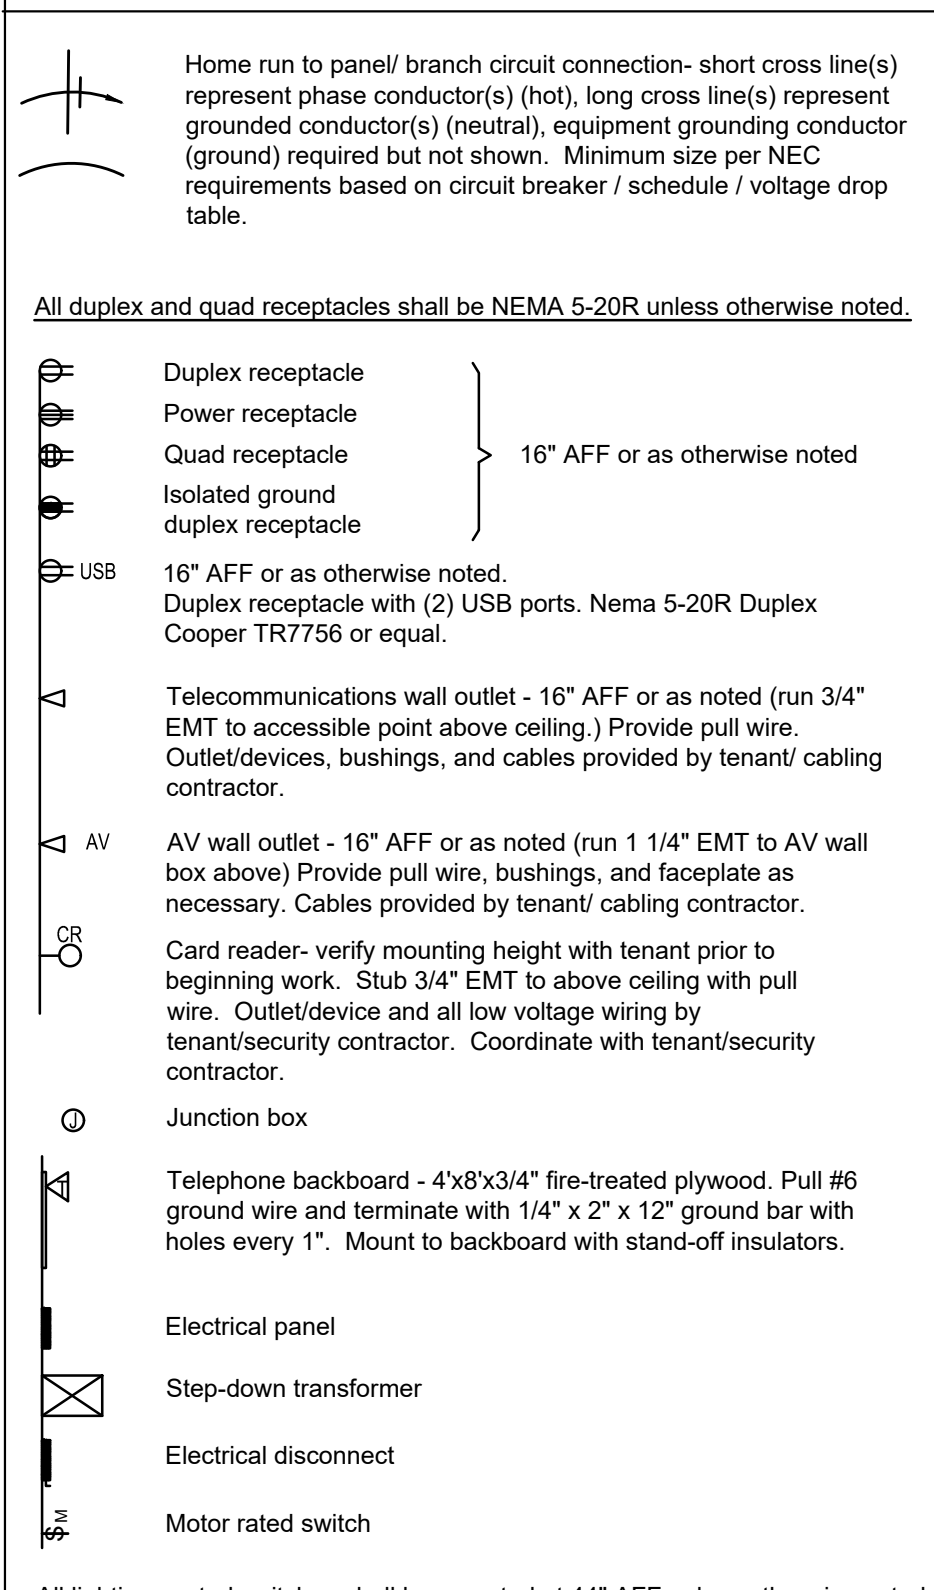 Home run to panel/ branch circuit connection- short cross line(s)
represent phase conductor(s) (hot), long cross line(s) represent
grounded conductor(s) (neutral), equipment grounding conductor
(ground) required but not shown.  Minimum size per NEC
requirements based on circuit breaker / schedule / voltage drop
table.
All duplex and quad receptacles shall be NEMA 5-20R unless otherwise noted.
Duplex receptacle
Power receptacle
Quad receptacle
16" AFF or as otherwise noted
Isolated ground
duplex receptacle
USB
16" AFF or as otherwise noted.
Duplex receptacle with (2) USB ports. Nema 5-20R Duplex
Cooper TR7756 or equal.
Telecommunications wall outlet - 16" AFF or as noted (run 3/4"
EMT to accessible point above ceiling.) Provide pull wire.
Outlet/devices, bushings, and cables provided by tenant/ cabling
contractor.
AV
AV wall outlet - 16" AFF or as noted (run 1 1/4" EMT to AV wall
box above) Provide pull wire, bushings, and faceplate as
necessary. Cables provided by tenant/ cabling contractor.
CR
Card reader- verify mounting height with tenant prior to
beginning work.  Stub 3/4" EMT to above ceiling with pull
wire.  Outlet/device and all low voltage wiring by
tenant/security contractor.  Coordinate with tenant/security
contractor.
J
Junction box
T
Telephone backboard - 4'x8'x3/4" fire-treated plywood. Pull #6
ground wire and terminate with 1/4" x 2" x 12" ground bar with
holes every 1".  Mount to backboard with stand-off insulators.
Electrical panel
Step-down transformer
Electrical disconnect
$ M
Motor rated switch